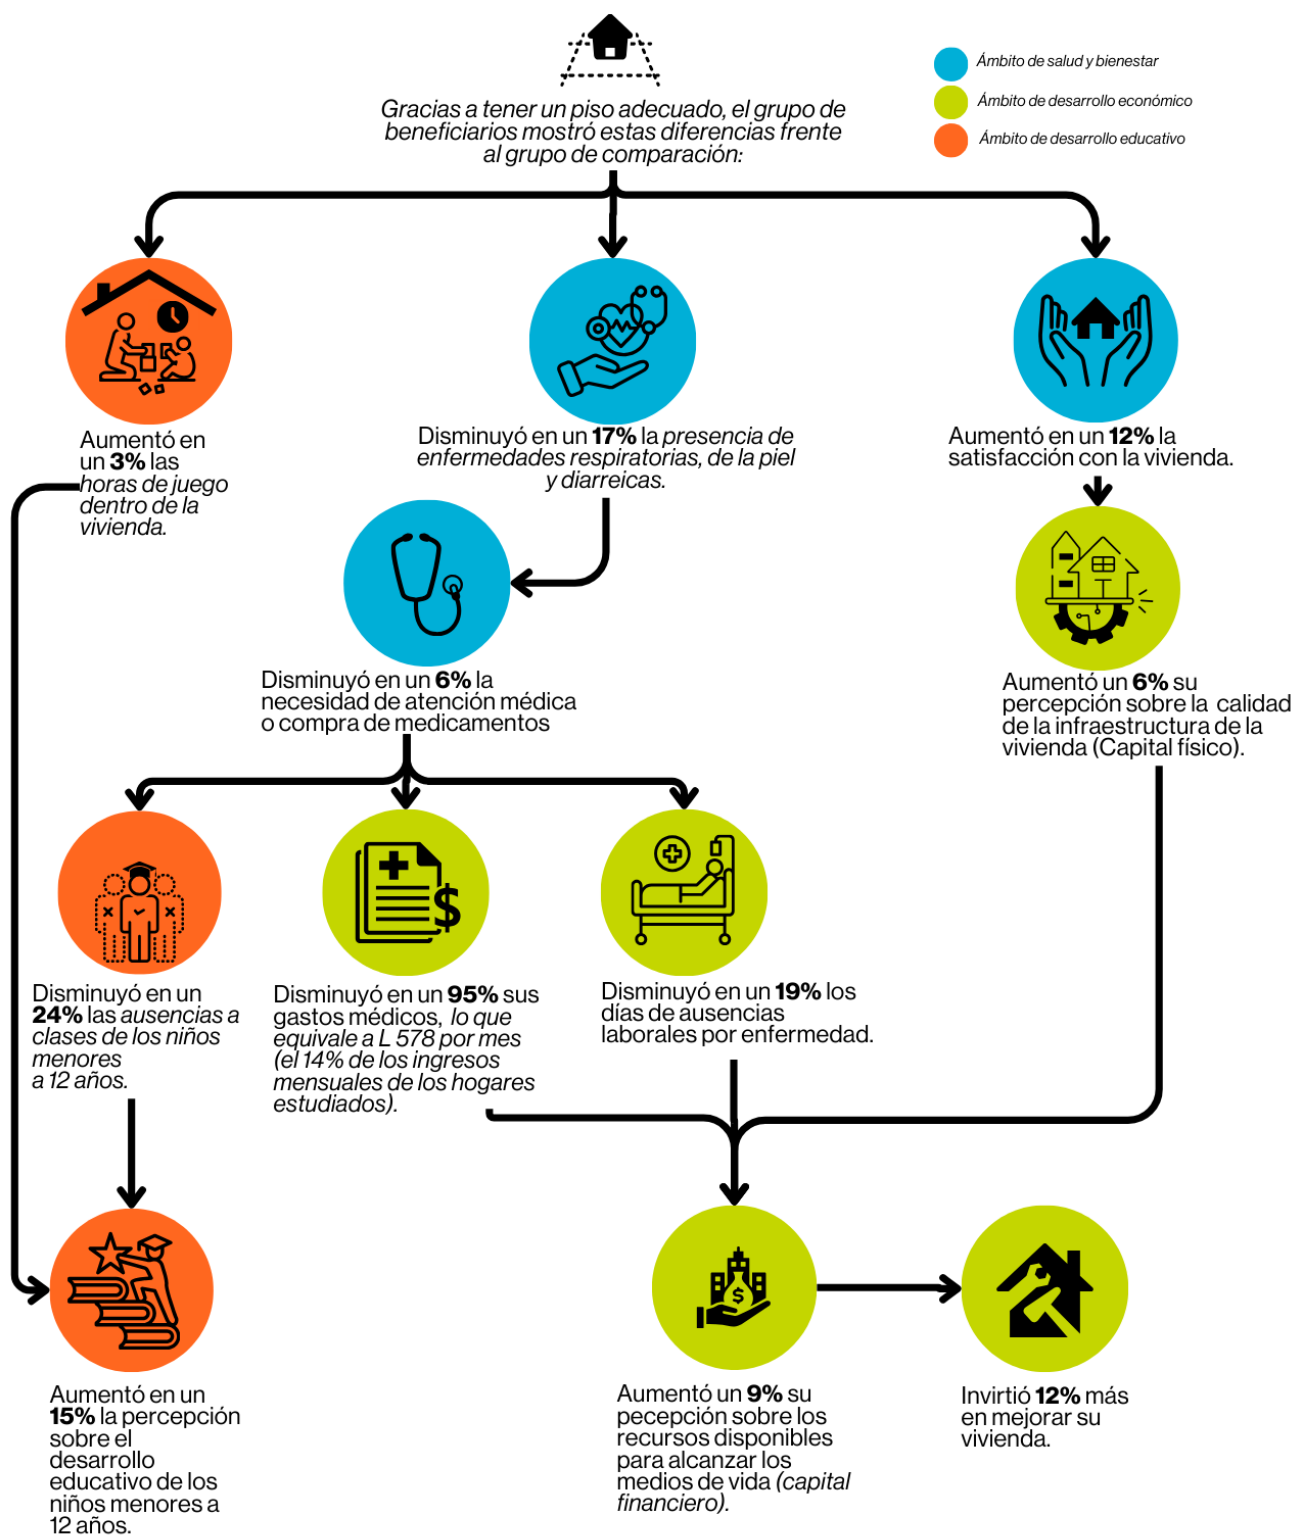 Gracias a tener un piso adecuado, el grupo de
beneficiarios mostró estas diferencias frente
al grupo de comparación:
Ámbito de salud y bienestar
Ámbito de desarrollo económico
Ámbito de desarrollo educativo
Aumentó en
un 3% las
horas de juego
dentro de la
vivienda.
Disminuyó en un 17% la presencia de
enfermedades respiratorias, de la piel
y diarreicas.
Aumentó en un 12% la
satisfacción con la vivienda.
Disminuyó en un 6% la
necesidad de atención médica
o compra de medicamentos
Aumentó un 6% su
percepción sobre la calidad
de la infraestructura de la
vivienda (Capital físico).
$
Disminuyó en un
24% las ausencias a
clases de los niños
menores
a 12 años.
Disminuyó en un 95% sus
gastos médicos, lo que
equivale a L 578 por mes
(el 14% de los ingresos
mensuales de los hogares
estudiados).
Disminuyó en un 19% los
días de ausencias
laborales por enfermedad.
$
Aumentó en un
15% la percepción
sobre el
desarrollo
educativo de los
niños menores a
12 años.
Aumentó un 9% su
pecepción sobre los
recursos disponibles
para alcanzar los
medios de vida (capital
financiero).
Invirtió 12% más
en mejorar su
vivienda.